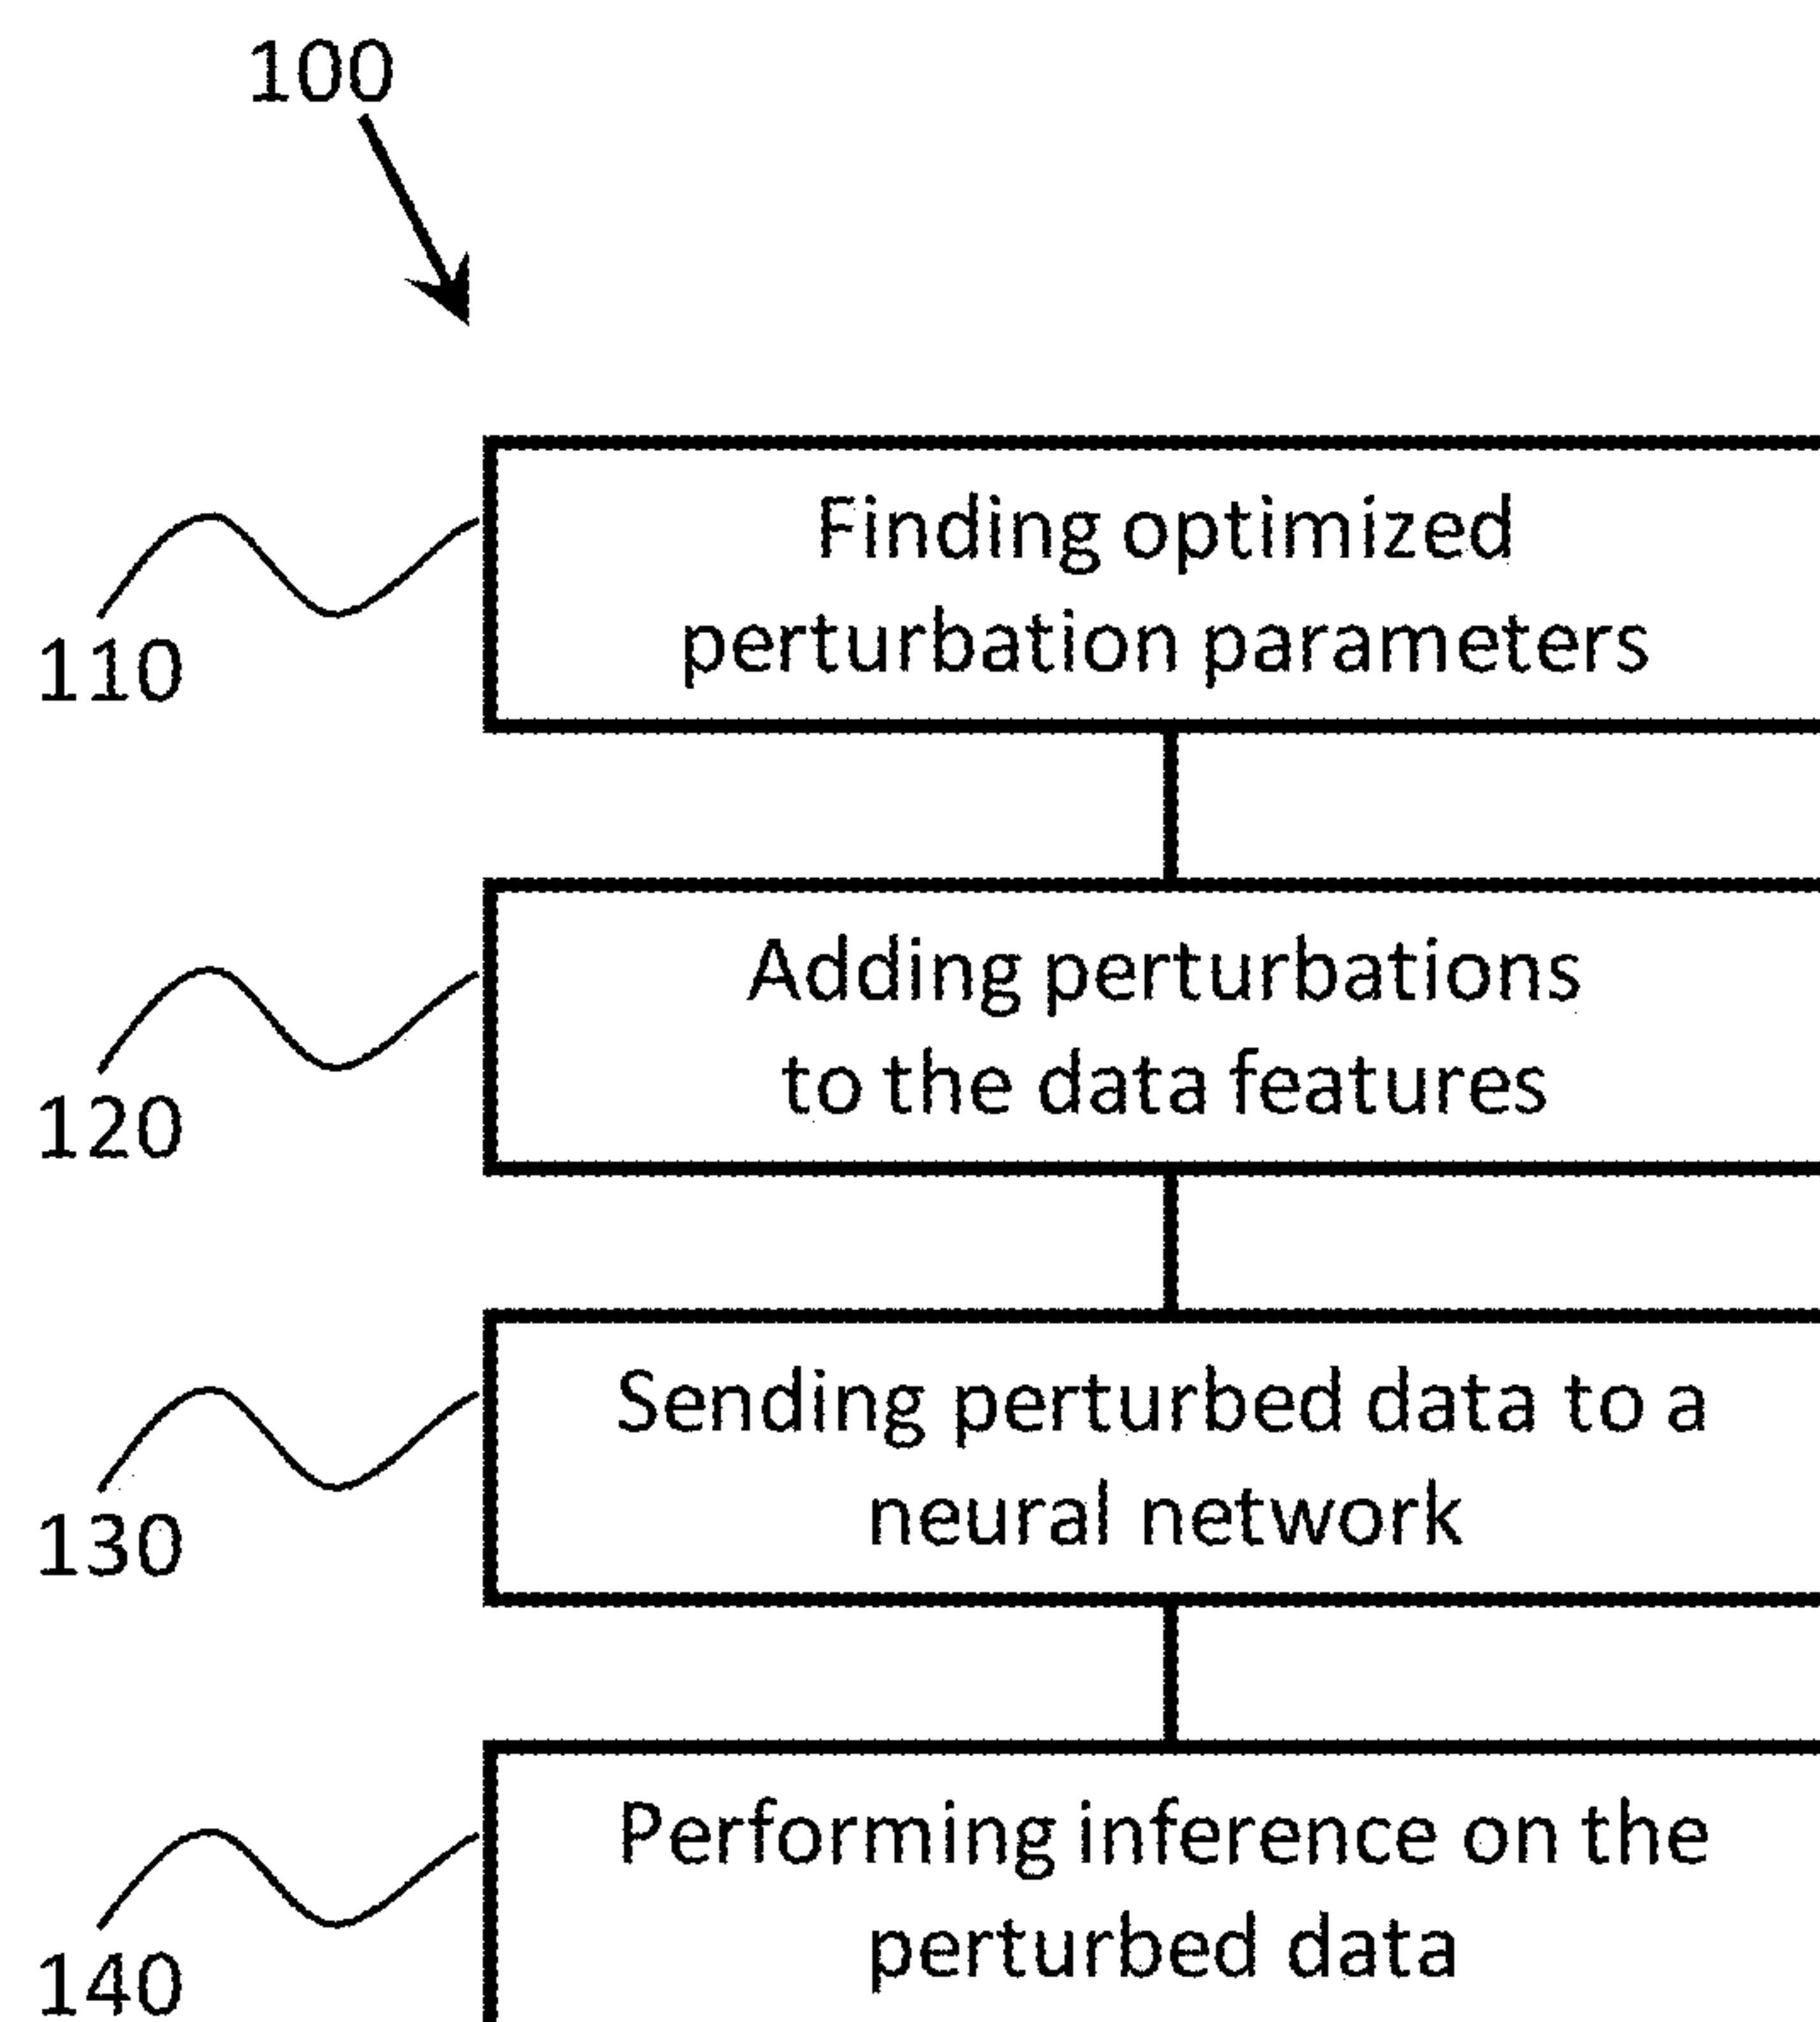 100
Finding optimized
perturbation parameters
110
Adding perturbations
to the data features
120
Sending perturbed data to a
neural network
130
Performing inference on the
perturbed data
140